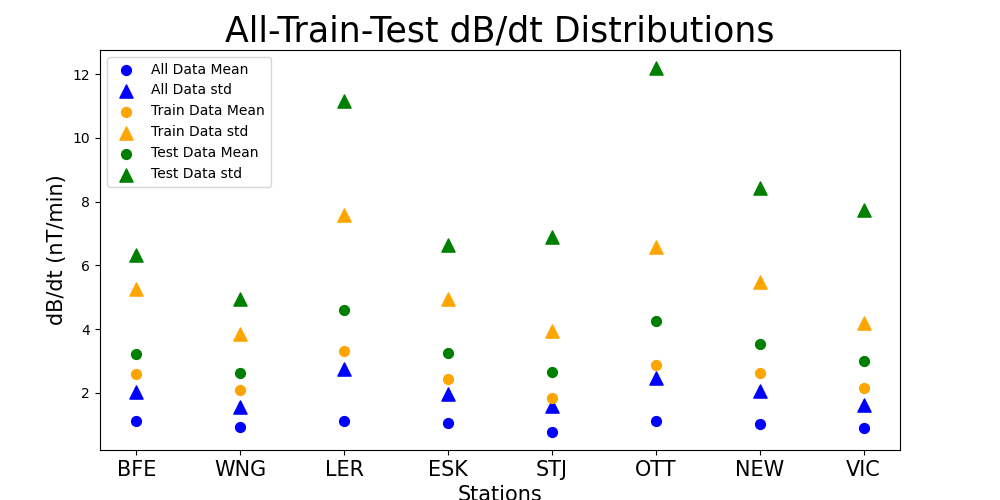 All-Train-Test dB/dt Distributions
All Data Mean
All Data std
Train Data Mean
Train Data std
Test Data Mean
Test Data std
dB/dt (nT/min)
12
10
8
6
4
2
BFE WNG LER ESK STJ OTT NEW VIC
Stations